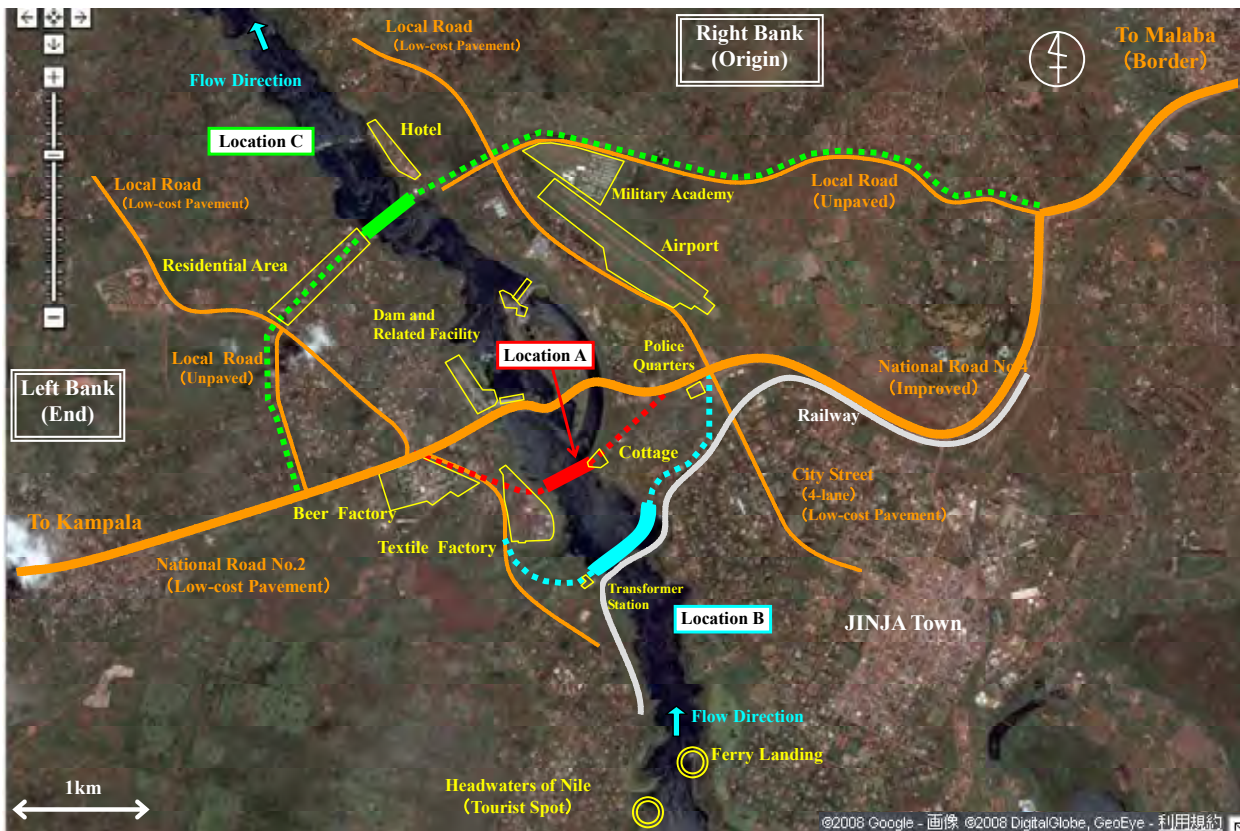 Local Road
(Low-cost Pavement)
Right Bank
(Origin)
To Malaba
(Border)
Flow Direction
Location C
Hotel
Local Road
(Low-cost Pavement)
Military Academy
Local Road
(Unpaved)
Airport
Residential Area
Dam and
Related Facility
Location A
Police
Quarters
Local Road
(Unpaved)
National Road No.4
(Improved)
Left Bank
(End)
Railway
Cottage
City Street
(4-lane)
(Low-cost Pavement)
To Kampala
Beer Factory
Textile Factory
National Road No.2
(Low-cost Pavement)
Transformer
Station
Location B
JINJA Town
Flow Direction
Ferry Landing
1km
Headwaters of Nile
(Tourist Spot)
©2008 Google - 画像 ©2008 DigitalGlobe, GeoEye - 利用規約